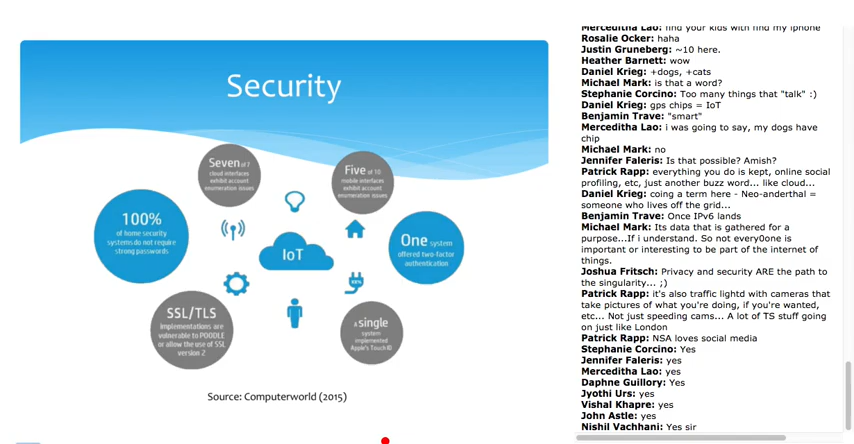 Security
Seven of 7
cloud interfaces
exhibit account
enumeration issues
Five of 10
mobile interfaces
exhibit account
enumeration issues
100%
of home security
systems do not require
strong passwords
IoT
One system
offered two-factor
authentication
SSL/TLS
Implementations are
vulnerable to POODLE
or allow the use of SSL
version 2
A single
system
implemented
Apple's Touch ID
Source: Computerworld (2015)
Merceditha Lao: find your kids with find my iphone
Rosalie Ocker: haha
Justin Gruneberg: ~10 here.
Heather Barnett: wow
Daniel Krieg: +dogs, +cats
Michael Mark: is that a word?
Stephanie Corcino: Too many things that "talk" :)
Daniel Krieg: gps chips = IoT
Benjamin Trave: "smart"
Merceditha Lao: i was going to say, my dogs have
chip
Michael Mark: no
Jennifer Faleris: Is that possible? Amish?
Patrick Rapp: everything you do is kept, online social
profiling, etc, just another buzz word... like cloud...
Daniel Krieg: coing a term here - Neo-anderthal =
someone who lives off the grid...
Benjamin Trave: Once IPv6 lands
Michael Mark: Its data that is gathered for a
purpose...If i understand. So not every0one is
important or interesting to be part of the internet of
things.
Joshua Fritsch: Privacy and security ARE the path to
the singularity... ;)
Patrick Rapp: it's also traffic lightd with cameras that
take pictures of what you're doing, if you're wanted,
etc... Not just speeding cams... A lot of TS stuff going
on just like London
Patrick Rapp: NSA loves social media
Stephanie Corcino: Yes
Jennifer Faleris: yes
Merceditha Lao: yes
Daphne Guillory: Yes
Jyothi Urs: yes
Vishal Khapre: yes
John Astle: yes
Nishil Vachhani: Yes sir